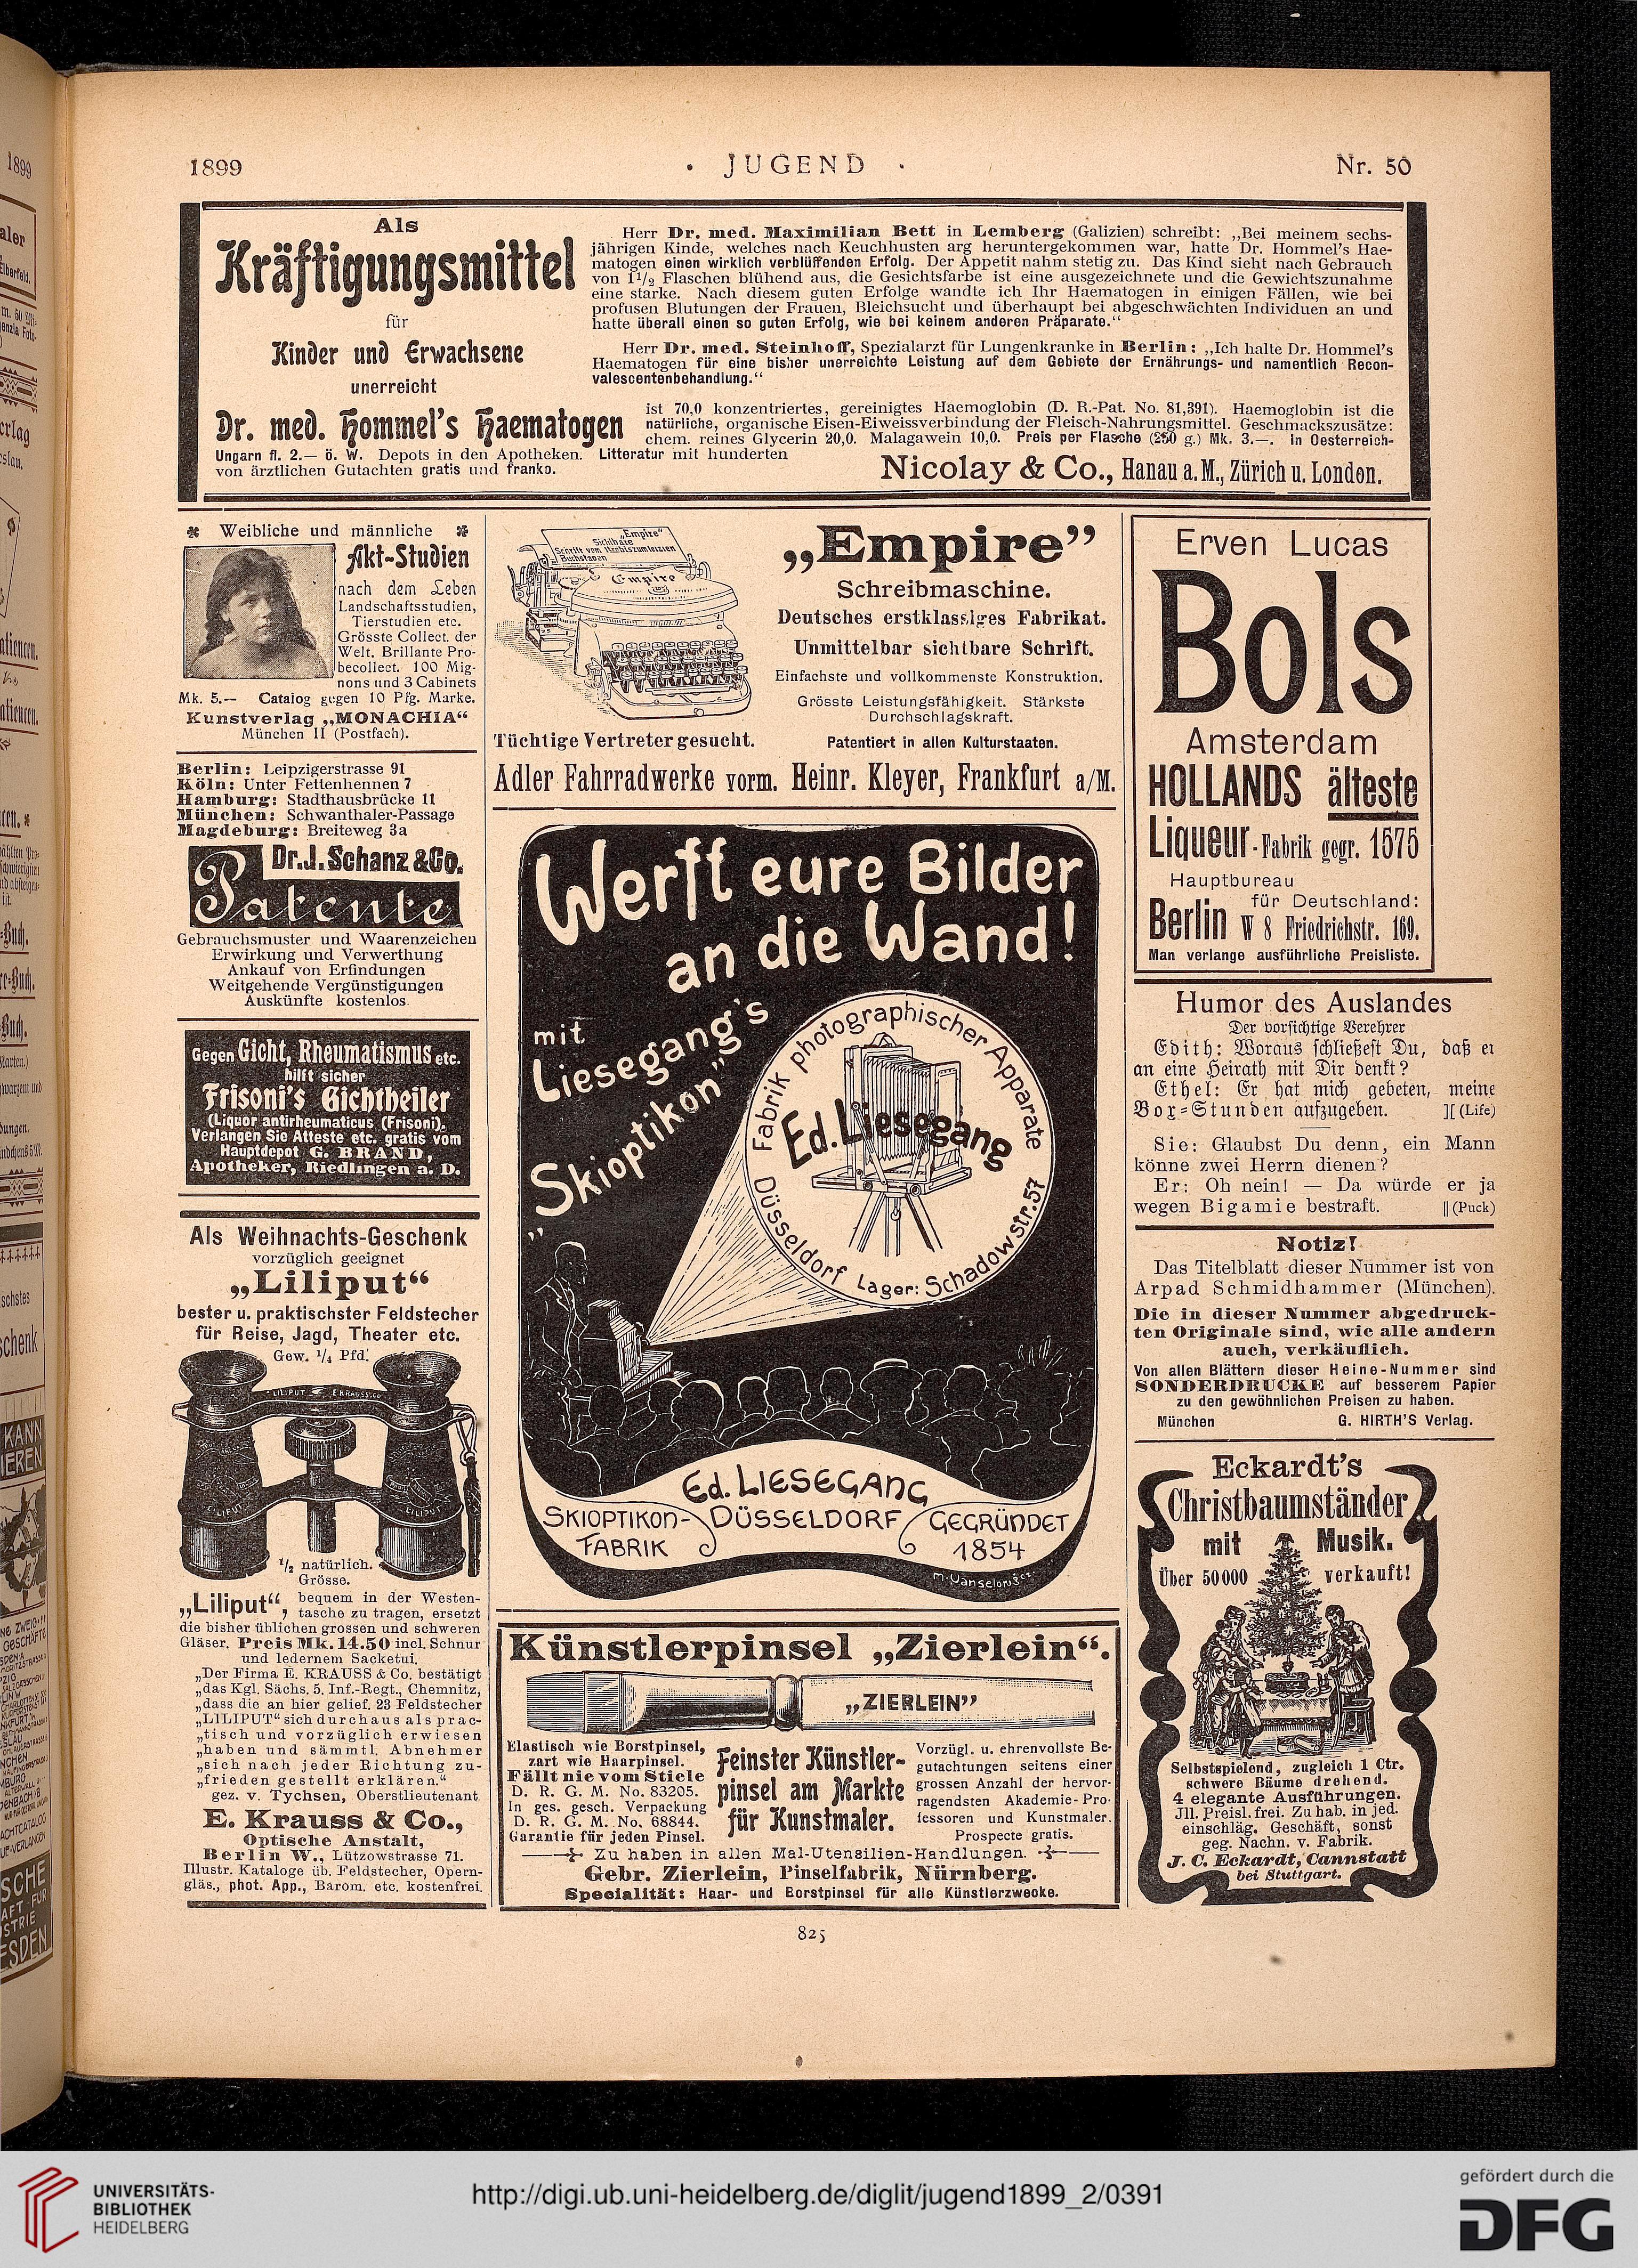 1899
· JUGEND ·
Nr. 50
Als
Kräftigungsmittel
für
Kinder und Erwachsene
unerreicht
Herr Dr. med. Maximilian Bett in Lemberg (Galizien) schreibt: „Bei meinem sechs-
jährigen Kinde, welches nach Keuchhusten arg heruntergekommen war, hatte Dr. Hommel's Hae-
matogen einen wirklich verblüffenden Erfolg. Der Appetit nahm stetig zu. Das Kind sieht nach Gebrauch
von 1½ Flaschen blühend aus, die Gesichtsfarbe ist eine ausgezeichnete und die Gewichtszunahme
eine starke. Nach diesem guten Erfolge wandte ich Ihr Haematogen in einigen Fällen, wie bei
profusen Blutungen der Frauen, Bleichsucht und überhaupt bei abgeschwächten Individuen an und
hatte überall einen so guten Erfolg, wie bei keinem anderen Präparate.“
Herr Dr. med. Steinhoff, Spezialarzt für Lungenkranke in Berlin: „Ich halte Dr. Hommel's
Haematogen für eine bisher unerreichte Leistung auf dem Gebiete der Ernährungs- und namentlich Recon-
valescentenbehandlung.“
Dr. med. Hommel's Haematogen
ist 70,0 konzentriertes, gereinigtes Haemoglobin (D. R.-Pat. No. 81,391). Haemoglobin ist die
natürliche, organische Eisen-Eiweissverbindung der Fleisch-Nahrungsmittel. Geschmackszusätze:
chem. reines Glycerin 20,0. Malagawein 10,0. Preis per Flasche (250 g.) Mk. 3.—. In Oesterreich-
Ungarn fl. 2.— ö. W. Depots in den Apotheken. Litteratur mit hunderten
von ärztlichen Gutachten gratis und franko.
Nicolay & Co., Hanau a. M., Zürich u. London.
Weibliche und männliche
Akt-Studien
nach dem Leben
Landschaftsstudien,
Tierstudien etc.
Grösste Collect. der
Welt. Brillante Pro-
becollect. 100 Mig-
nons und 3 Cabinets
Mk. 5.— Catalog gegen 10 Pfg. Marke.
Kunstverlag „MONACHIA“
München II (Postfach).
Berlin: Leipzigerstrasse 91
Köln: Unter Fettenhennen 7
Hamburg: Stadthausbrücke 11
München: Schwanthaler-Passage
Magdeburg: Breiteweg 3a
Dr. J. Schanz & Co.
Patente
Gebrauchsmuster und Waarenzeichen
Erwirkung und Verwerthung
Ankauf von Erfindungen
Weitgehende Vergünstigungen
Auskünfte kostenlos.
Gegen Gicht, Rheumatismus etc.
hilft sicher
Frisoni's Gichtheiler
(Liquor antirheumaticus (Frisoni).
Verlangen Sie Atteste etc. gratis vom
Hauptdepot G. BRAND,
Apotheker, Riedlingen a. D.
Als Weihnachts-Geschenk
vorzüglich geeignet
„Liliput“
bester u. praktischster Feldstecher
für Reise, Jagd, Theater etc.
Gew. ¼ Pfd.
LILIPUT E. KRAUSS & CO
LILIPUT
LILIPUT
½ natürlich.
Grösse.
„Liliput“, bequem in der Westen-
tasche zu tragen, ersetzt
die bisher üblichen grossen und schweren
Gläser. Preis Mk. 14.50 incl. Schnur
und ledernem Sacketui.
„Der Firma E. KRAUSS & Co. bestätigt
„das Kgl. Sächs. 5. Inf.-Regt., Chemnitz,
„dass die an hier gelief. 23 Feldstecher
„LILIPUT“ sich durchaus als prac-
„tisch und vorzüglich erwiesen
„haben und sämmtl. Abnehmer
„sich nach jeder Richtung zu-
„frieden gestellt erklären.“
gez. v. Tychsen, Oberstlieutenant.
E. Krauss & Co.,
Optische Anstalt,
Berlin W., Lützowstrasse 71.
Illustr. Kataloge üb. Feldstecher, Opern-
gläs., phot. App., Barom. etc. kostenfrei.
„Empire“
Sichtbare
Schrift vom Ersten bis zum letzten
Buchstaben
Empire
„Empire”
Schreibmaschine.
Deutsches erstklassiges Fabrikat.
Unmittelbar sichtbare Schrift.
Einfachste und vollkommenste Konstruktion.
Grösste Leistungsfähigkeit. Stärkste
Durchschlagskraft.
Tüchtige Vertreter gesucht.
Patentiert in allen Kulturstaaten.
Adler Fahrradwerke vorm. Heinr. Kleyer, Frankfurt a/M.
Werft eure Bilder
an die Wand!
mit
Liesegang's
„Skioptikon”
Fabrik photographischer Apparate
Ed. Liesegang
Düsseldorf Lager: Schadowstr. 57
Ed. LIESEGANG
SKIOPTIKON- DÜSSELDORF GEGRÜNDET
FABRIK 1854
Künstlerpinsel „Zierlein“.
„ZIERLEIN”
Elastisch wie Borstpinsel,
zart wie Haarpinsel.
Fällt nie vom Stiele
D. R. G. M. No. 83205.
In ges. gesch. Verpackung
D. R. G. M. No. 68844.
Garantie für jeden Pinsel.
Feinster Künstler-
pinsel am Markte
für Kunstmaler.
Vorzügl. u. ehrenvollste Be-
gutachtungen seitens einer
grossen Anzahl der hervor-
ragendsten Akademie-Pro-
fessoren und Kunstmaler.
Prospecte gratis.
Zu haben in allen Mal-Utensilien-Handlungen.
Gebr. Zierlein, Pinselfabrik, Nürnberg.
Specialität: Haar- und Borstpinsel für alle Künstlerzwecke.
Erven Lucas
Bols
Amsterdam
HOLLANDS älteste
Liqueur-Fabrik gegr. 1575
Hauptbureau
für Deutschland:
Berlin W 8 Friedrichstr. 169.
Man verlange ausführliche Preisliste.
Humor des Auslandes
Der vorsichtige Verehrer
Edith: Woraus schließest Du, daß er
an eine Heirath mit Dir denkt?
Ethel: Er hat mich gebeten, meine
Box-Stunden aufzugeben. ][ (Life)
Sie: Glaubst Du denn, ein Mann
könne zwei Herrn dienen?
Er: Oh nein! — Da würde er ja
wegen Bigamie bestraft. || (Puck)
Notiz!
Das Titelblatt dieser Nummer ist von
Arpad Schmidhammer (München).
Die in dieser Nummer abgedruck-
ten Originale sind, wie alle andern
auch, verkäuflich.
Von allen Blättern dieser Heine-Nummer sind
SONDERDRUCKE auf besserem Papier
zu den gewöhnlichen Preisen zu haben.
München G. HIRTH'S Verlag.
Eckardt's
Christbaumständer
mit Musik.
Über 50000 verkauft!
Selbstspielend, zugleich 1 Ctr.
schwere Bäume drehend.
4 elegante Ausführungen.
Jll. Preisl. frei. Zu hab. in jed.
einschläg. Geschäft, sonst
geg. Nachn. v. Fabrik.
J. C. Eckardt, Cannstatt
bei Stuttgart.
825
UNIVERSITÄTS-
BIBLIOTHEK
HEIDELBERG
http://digi.ub.uni-heidelberg.de/diglit/jugend1899_2/0391
gefördert durch die
DFG